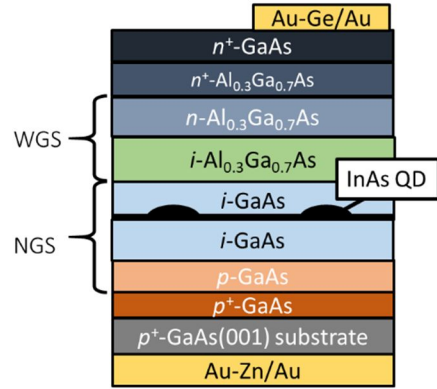 Au-Ge/Au
n⁺-GaAs
n⁺-Al₀.₃Ga₀.₇As
n-Al₀.₃Ga₀.₇As
WGS
i-Al₀.₃Ga₀.₇As
InAs QD
i-GaAs
NGS
i-GaAs
p-GaAs
p⁺-GaAs
p⁺-GaAs(001) substrate
Au-Zn/Au